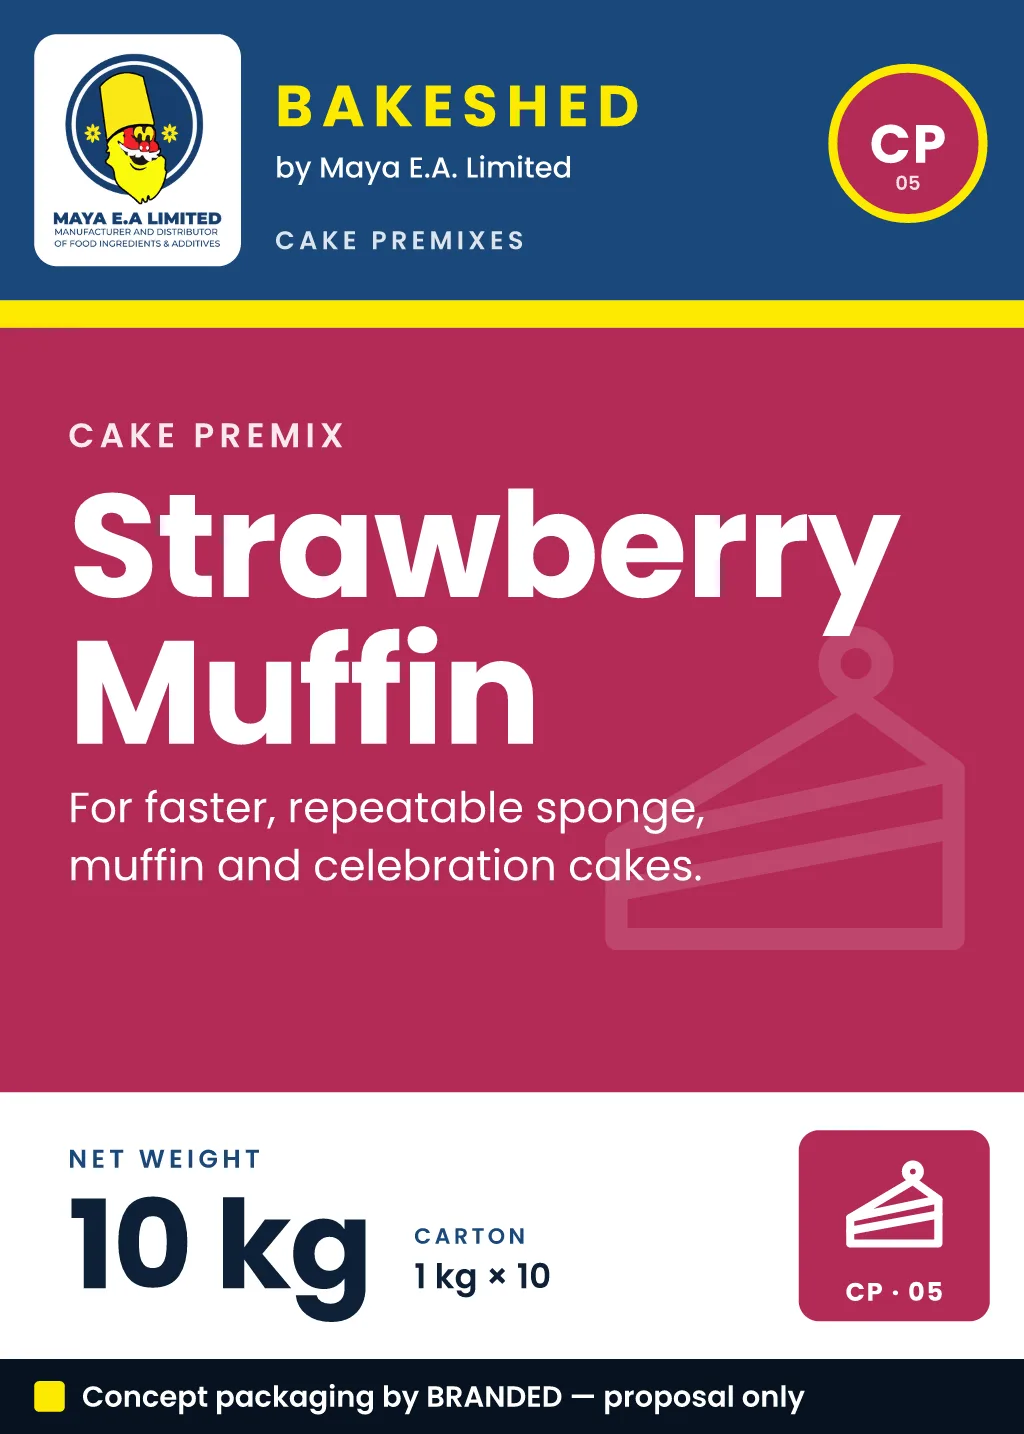 MAYA E.A LIMITED
MANUFACTURER AND DISTRIBUTOR
OF FOOD INGREDIENTS & ADDITIVES
BAKESHED
by Maya E.A. Limited
CAKE PREMIXES
CP
05
CAKE PREMIX
Strawberry
Muffin
For faster, repeatable sponge,
muffin and celebration cakes.
NET WEIGHT
10 kg
CARTON
1 kg × 10
CP · 05
Concept packaging by BRANDED — proposal only